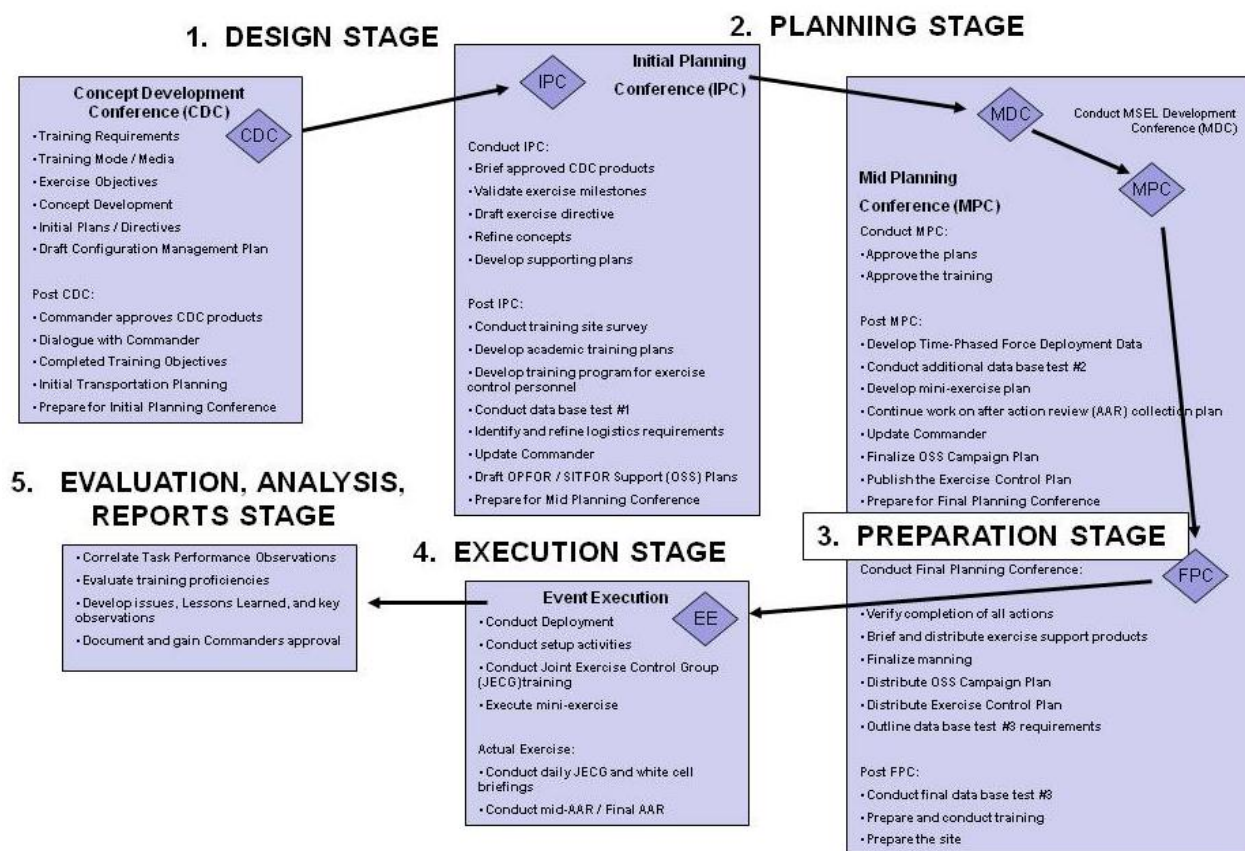 1. DESIGN STAGE
Concept Development
Conference (CDC)
CDC
•Training Requirements
•Training Mode / Media
•Exercise Objectives
•Concept Development
•Initial Plans / Directives
•Draft Configuration Management Plan
Post CDC:
•Commander approves CDC products
•Dialogue with Commander
•Completed Training Objectives
•Initial Transportation Planning
•Prepare for Initial Planning Conference
2. PLANNING STAGE
IPC
Initial Planning
Conference (IPC)
Conduct IPC:
•Brief approved CDC products
•Validate exercise milestones
•Draft exercise directive
•Refine concepts
•Develop supporting plans
Post IPC:
•Conduct training site survey
•Develop academic training plans
•Develop training program for exercise
control personnel
•Conduct data base test #1
•Identify and refine logistics requirements
•Update Commander
•Draft OPFOR / SITFOR Support (OSS) Plans
•Prepare for Mid Planning Conference
MDC
Conduct MSEL Development
Conference (MDC)
MPC
Mid Planning
Conference (MPC)
Conduct MPC:
•Approve the plans
•Approve the training
Post MPC:
•Develop Time-Phased Force Deployment Data
•Conduct additional data base test #2
•Develop mini-exercise plan
•Continue work on after action review (AAR) collection plan
•Update Commander
•Finalize OSS Campaign Plan
•Publish the Exercise Control Plan
•Prepare for Final Planning Conference
3. PREPARATION STAGE
Conduct Final Planning Conference:
FPC
•Verify completion of all actions
•Brief and distribute exercise support products
•Finalize manning
•Distribute OSS Campaign Plan
•Distribute Exercise Control Plan
•Outline data base test #3 requirements
Post FPC:
•Conduct final data base test #3
•Prepare and conduct training
•Prepare the site
4. EXECUTION STAGE
Event Execution
EE
•Conduct Deployment
•Conduct setup activities
•Conduct Joint Exercise Control Group
(JECG)training
•Execute mini-exercise
Actual Exercise:
•Conduct daily JECG and white cell
briefings
•Conduct mid-AAR / Final AAR
5. EVALUATION, ANALYSIS,
REPORTS STAGE
•Correlate Task Performance Observations
•Evaluate training proficiencies
•Develop issues, Lessons Learned, and key
observations
•Document and gain Commanders approval